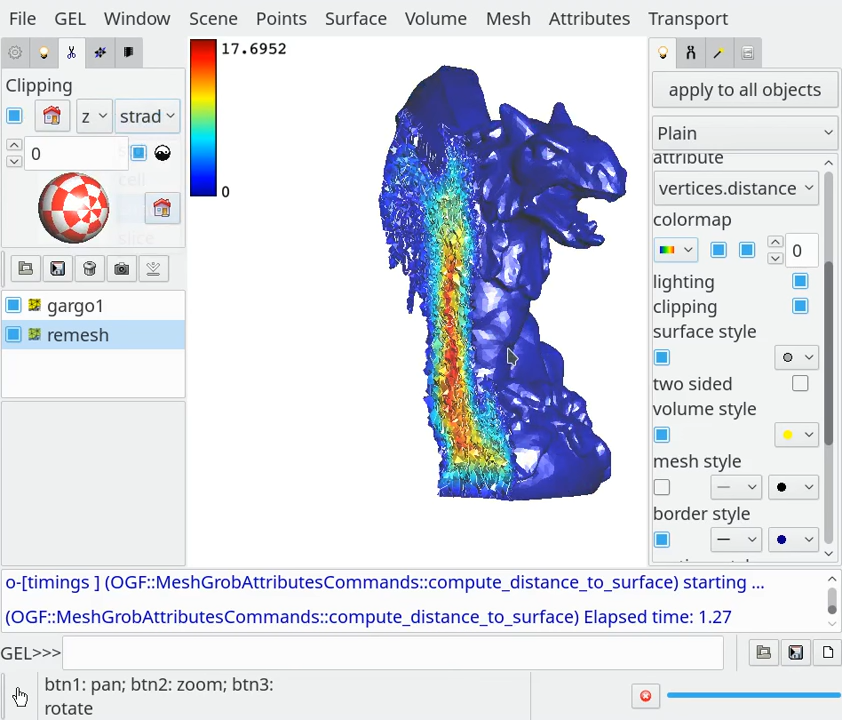 File GEL Window Scene Points Surface Volume Mesh Attributes Transport
Clipping
z strad
0
gargo1
remesh
17.6952
0
apply to all objects
Plain
attribute
vertices.distance
colormap
0
lighting
clipping
surface style
two sided
volume style
mesh style
border style
o-[timings ] (OGF::MeshGrobAttributesCommands::compute_distance_to_surface) starting ...
(OGF::MeshGrobAttributesCommands::compute_distance_to_surface) Elapsed time: 1.27
GEL>>>
btn1: pan; btn2: zoom; btn3:
rotate